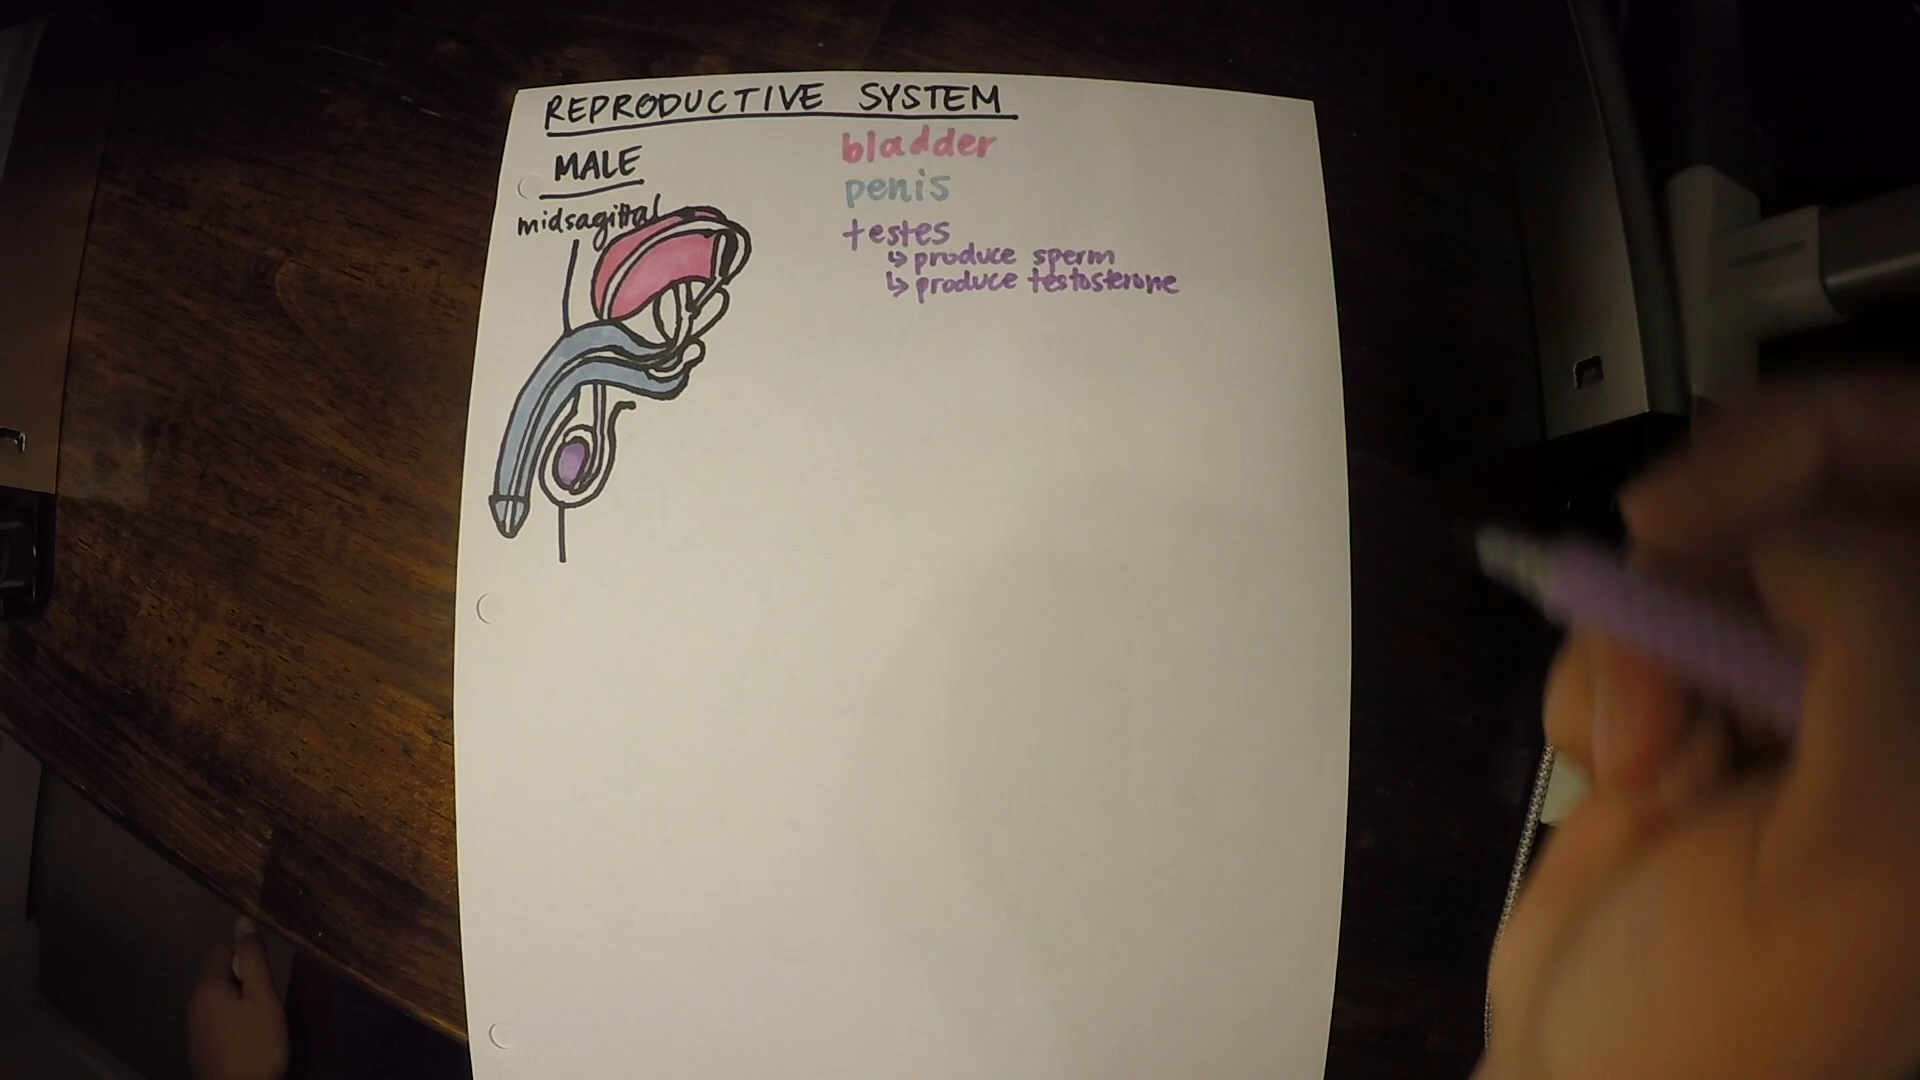 REPRODUCTIVE SYSTEM
MALE
midsagittal
bladder
penis
testes
↳ produce sperm
↳ produce testosterone